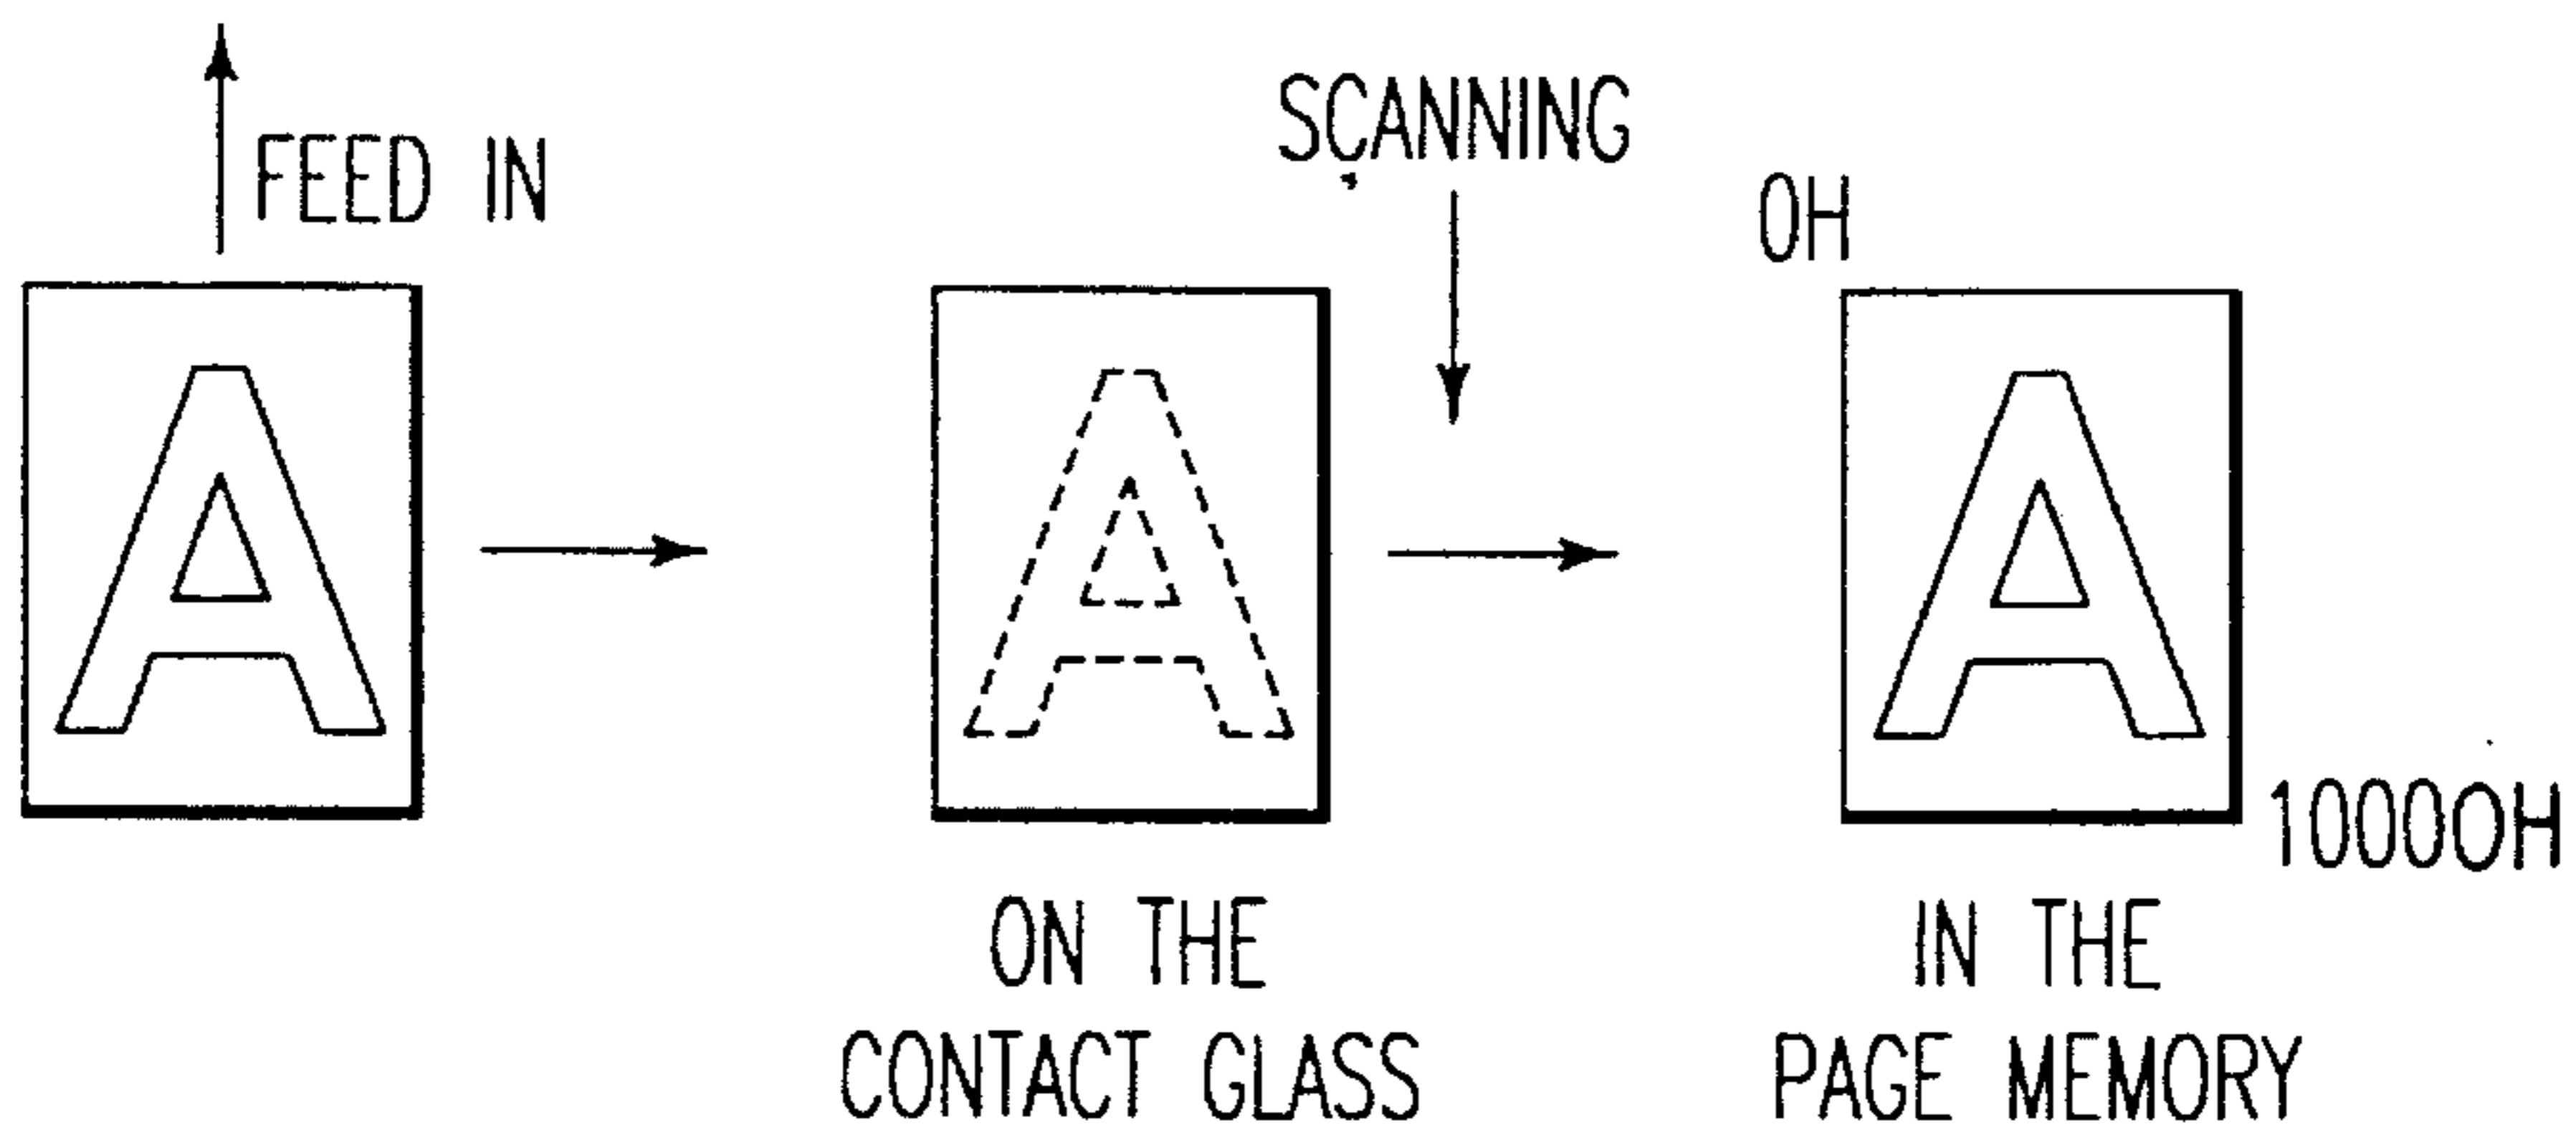 FEED IN
SCANNING
0H
A
A
A
10000H
ON THE
CONTACT GLASS
IN THE
PAGE MEMORY